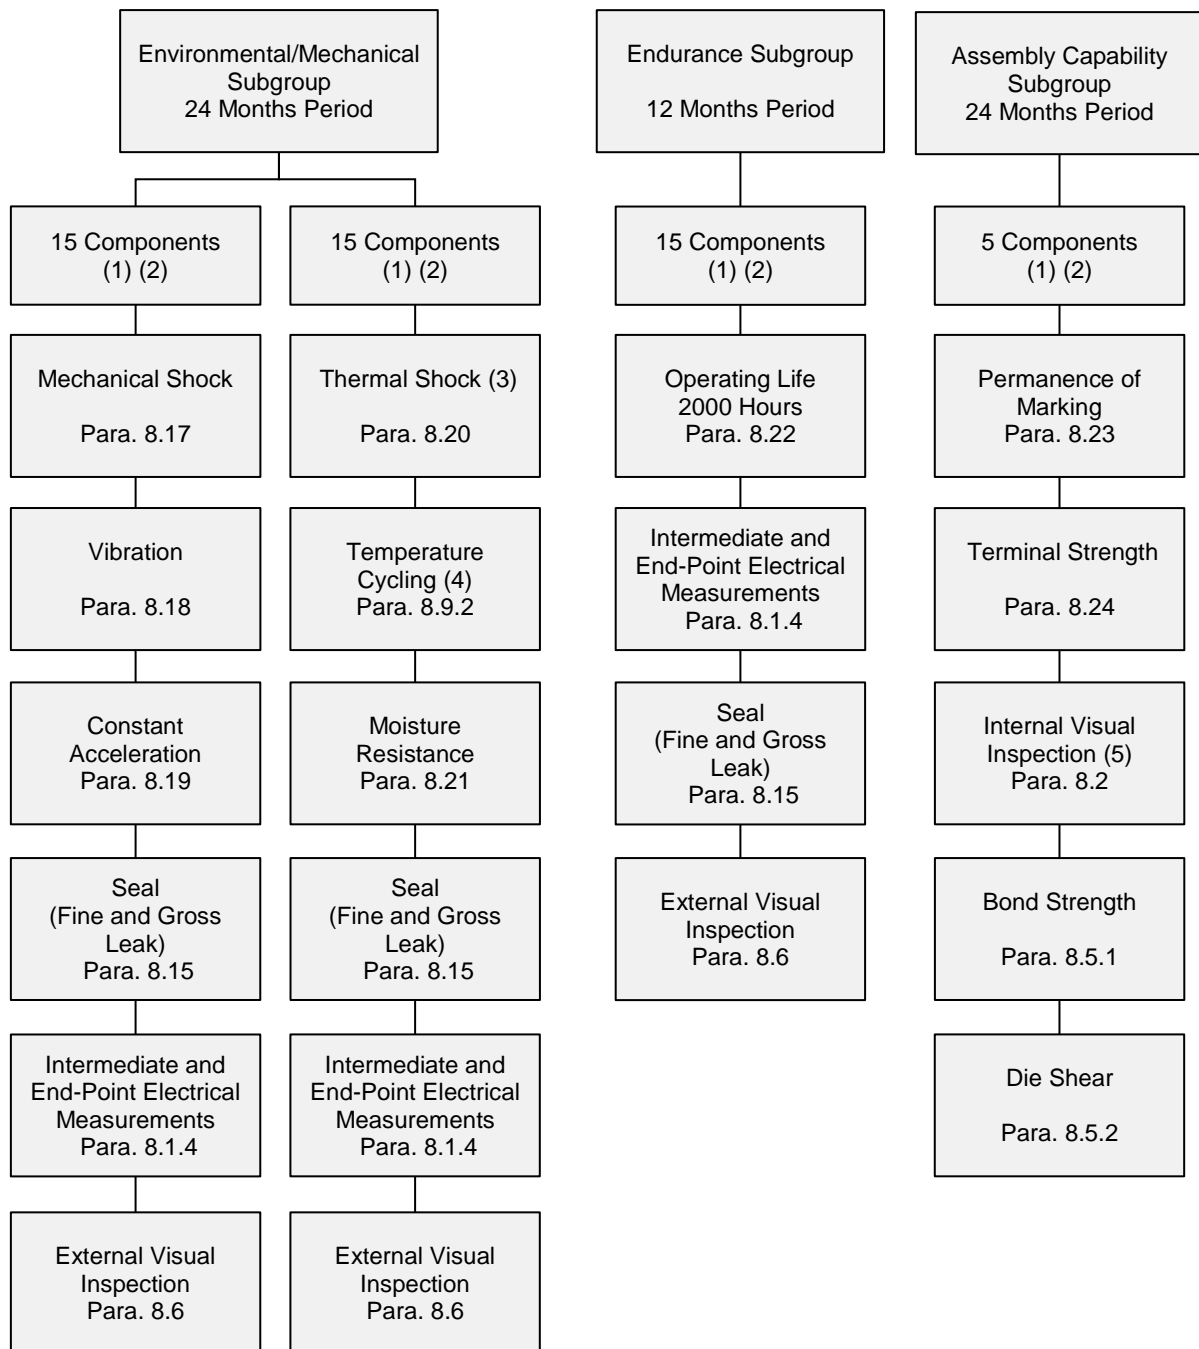 Environmental/Mechanical
Subgroup
24 Months Period
15 Components
(1) (2)
Mechanical Shock
Para. 8.17
Vibration
Para. 8.18
Constant
Acceleration
Para. 8.19
Seal
(Fine and Gross
Leak)
Para. 8.15
Intermediate and
End-Point Electrical
Measurements
Para. 8.1.4
External Visual
Inspection
Para. 8.6
15 Components
(1) (2)
Thermal Shock (3)
Para. 8.20
Temperature
Cycling (4)
Para. 8.9.2
Moisture
Resistance
Para. 8.21
Seal
(Fine and Gross
Leak)
Para. 8.15
Intermediate and
End-Point Electrical
Measurements
Para. 8.1.4
External Visual
Inspection
Para. 8.6
Endurance Subgroup
12 Months Period
15 Components
(1) (2)
Operating Life
2000 Hours
Para. 8.22
Intermediate and
End-Point Electrical
Measurements
Para. 8.1.4
Seal
(Fine and Gross
Leak)
Para. 8.15
External Visual
Inspection
Para. 8.6
Assembly Capability
Subgroup
24 Months Period
5 Components
(1) (2)
Permanence of
Marking
Para. 8.23
Terminal Strength
Para. 8.24
Internal Visual
Inspection (5)
Para. 8.2
Bond Strength
Para. 8.5.1
Die Shear
Para. 8.5.2